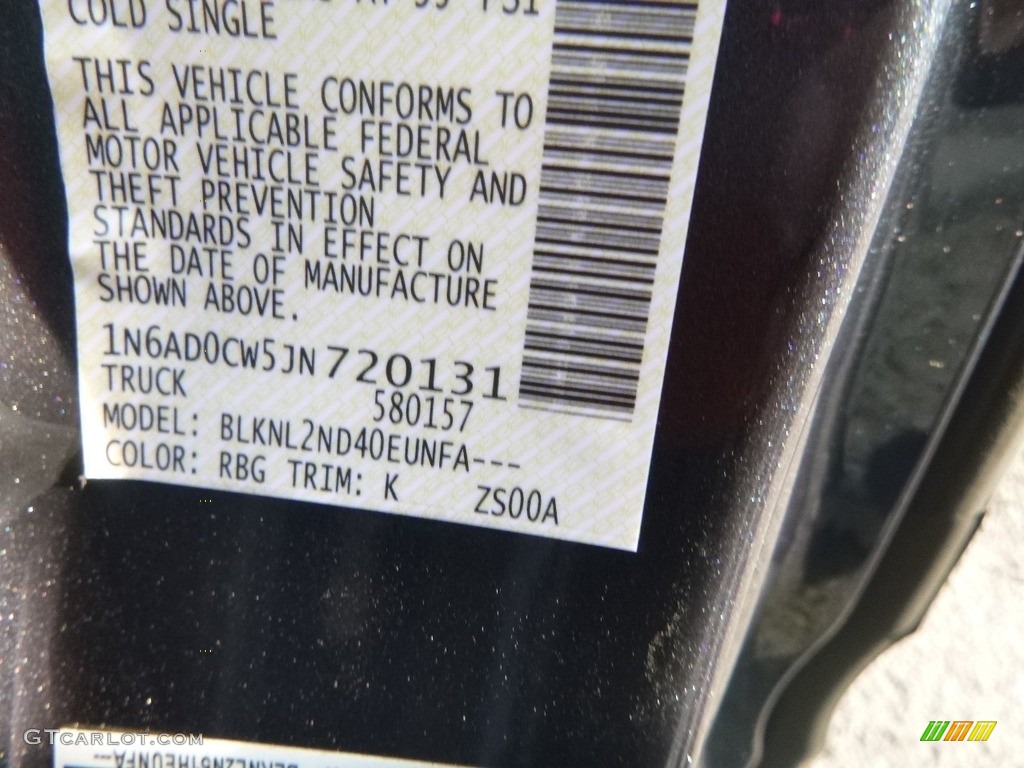 COLD SINGLE
THIS VEHICLE CONFORMS TO
ALL APPLICABLE FEDERAL
MOTOR VEHICLE SAFETY AND
THEFT PREVENTION
STANDARDS IN EFFECT ON
THE DATE OF MANUFACTURE
SHOWN ABOVE.
1N6AD0CW5JN720131
TRUCK 580157
MODEL: BLKNL2ND40EUNFA---
COLOR: RBG TRIM: K ZS00A
GTCARLOT.COM